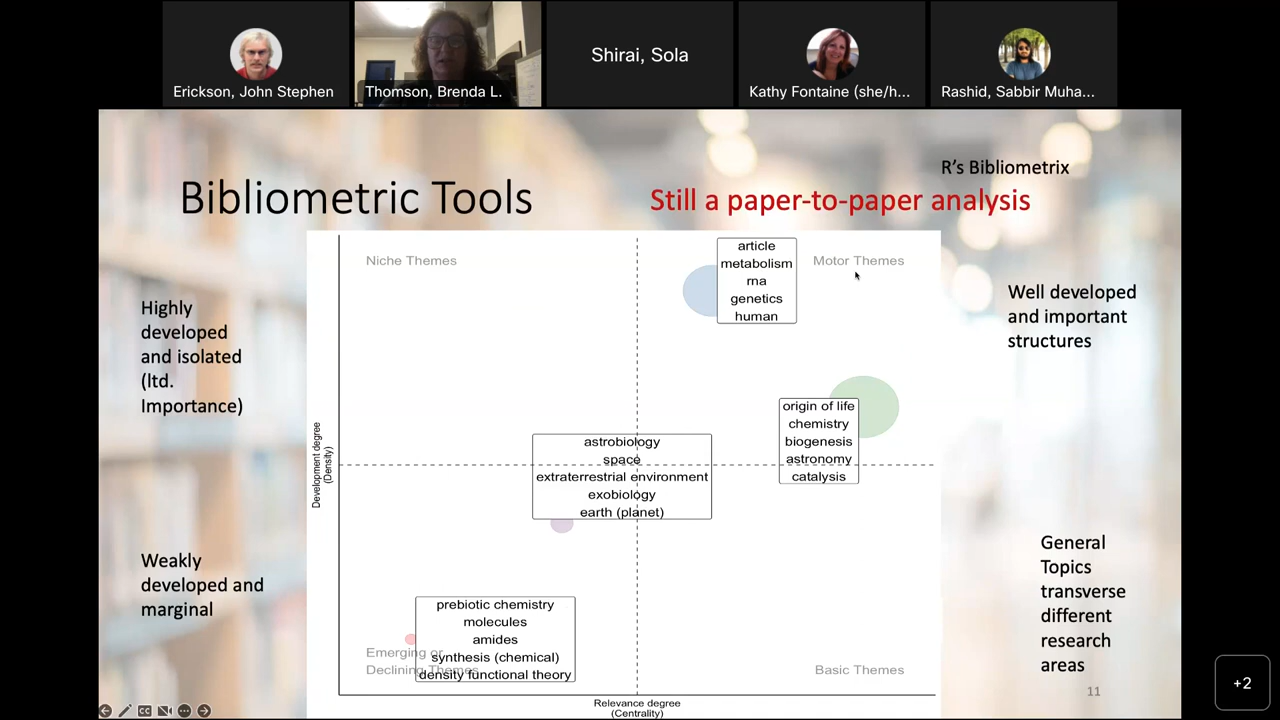 Erickson, John Stephen
Thomson, Brenda L.
Shirai, Sola
Kathy Fontaine (she/h...
Rashid, Sabbir Muha...
R's Bibliometrix
Bibliometric Tools
Still a paper-to-paper analysis
Niche Themes
Motor Themes
article
metabolism
rna
genetics
human
Highly
developed
and isolated
(ltd.
Importance)
Well developed
and important
structures
origin of life
chemistry
biogenesis
astronomy
catalysis
astrobiology
space
extraterrestrial environment
exobiology
earth (planet)
Development degree
(Density)
Weakly
developed and
marginal
General
Topics
transverse
different
research
areas
prebiotic chemistry
molecules
amides
synthesis (chemical)
density functional theory
Emerging or
Declining Themes
Basic Themes
Relevance degree
(Centrality)
11
CC
+2